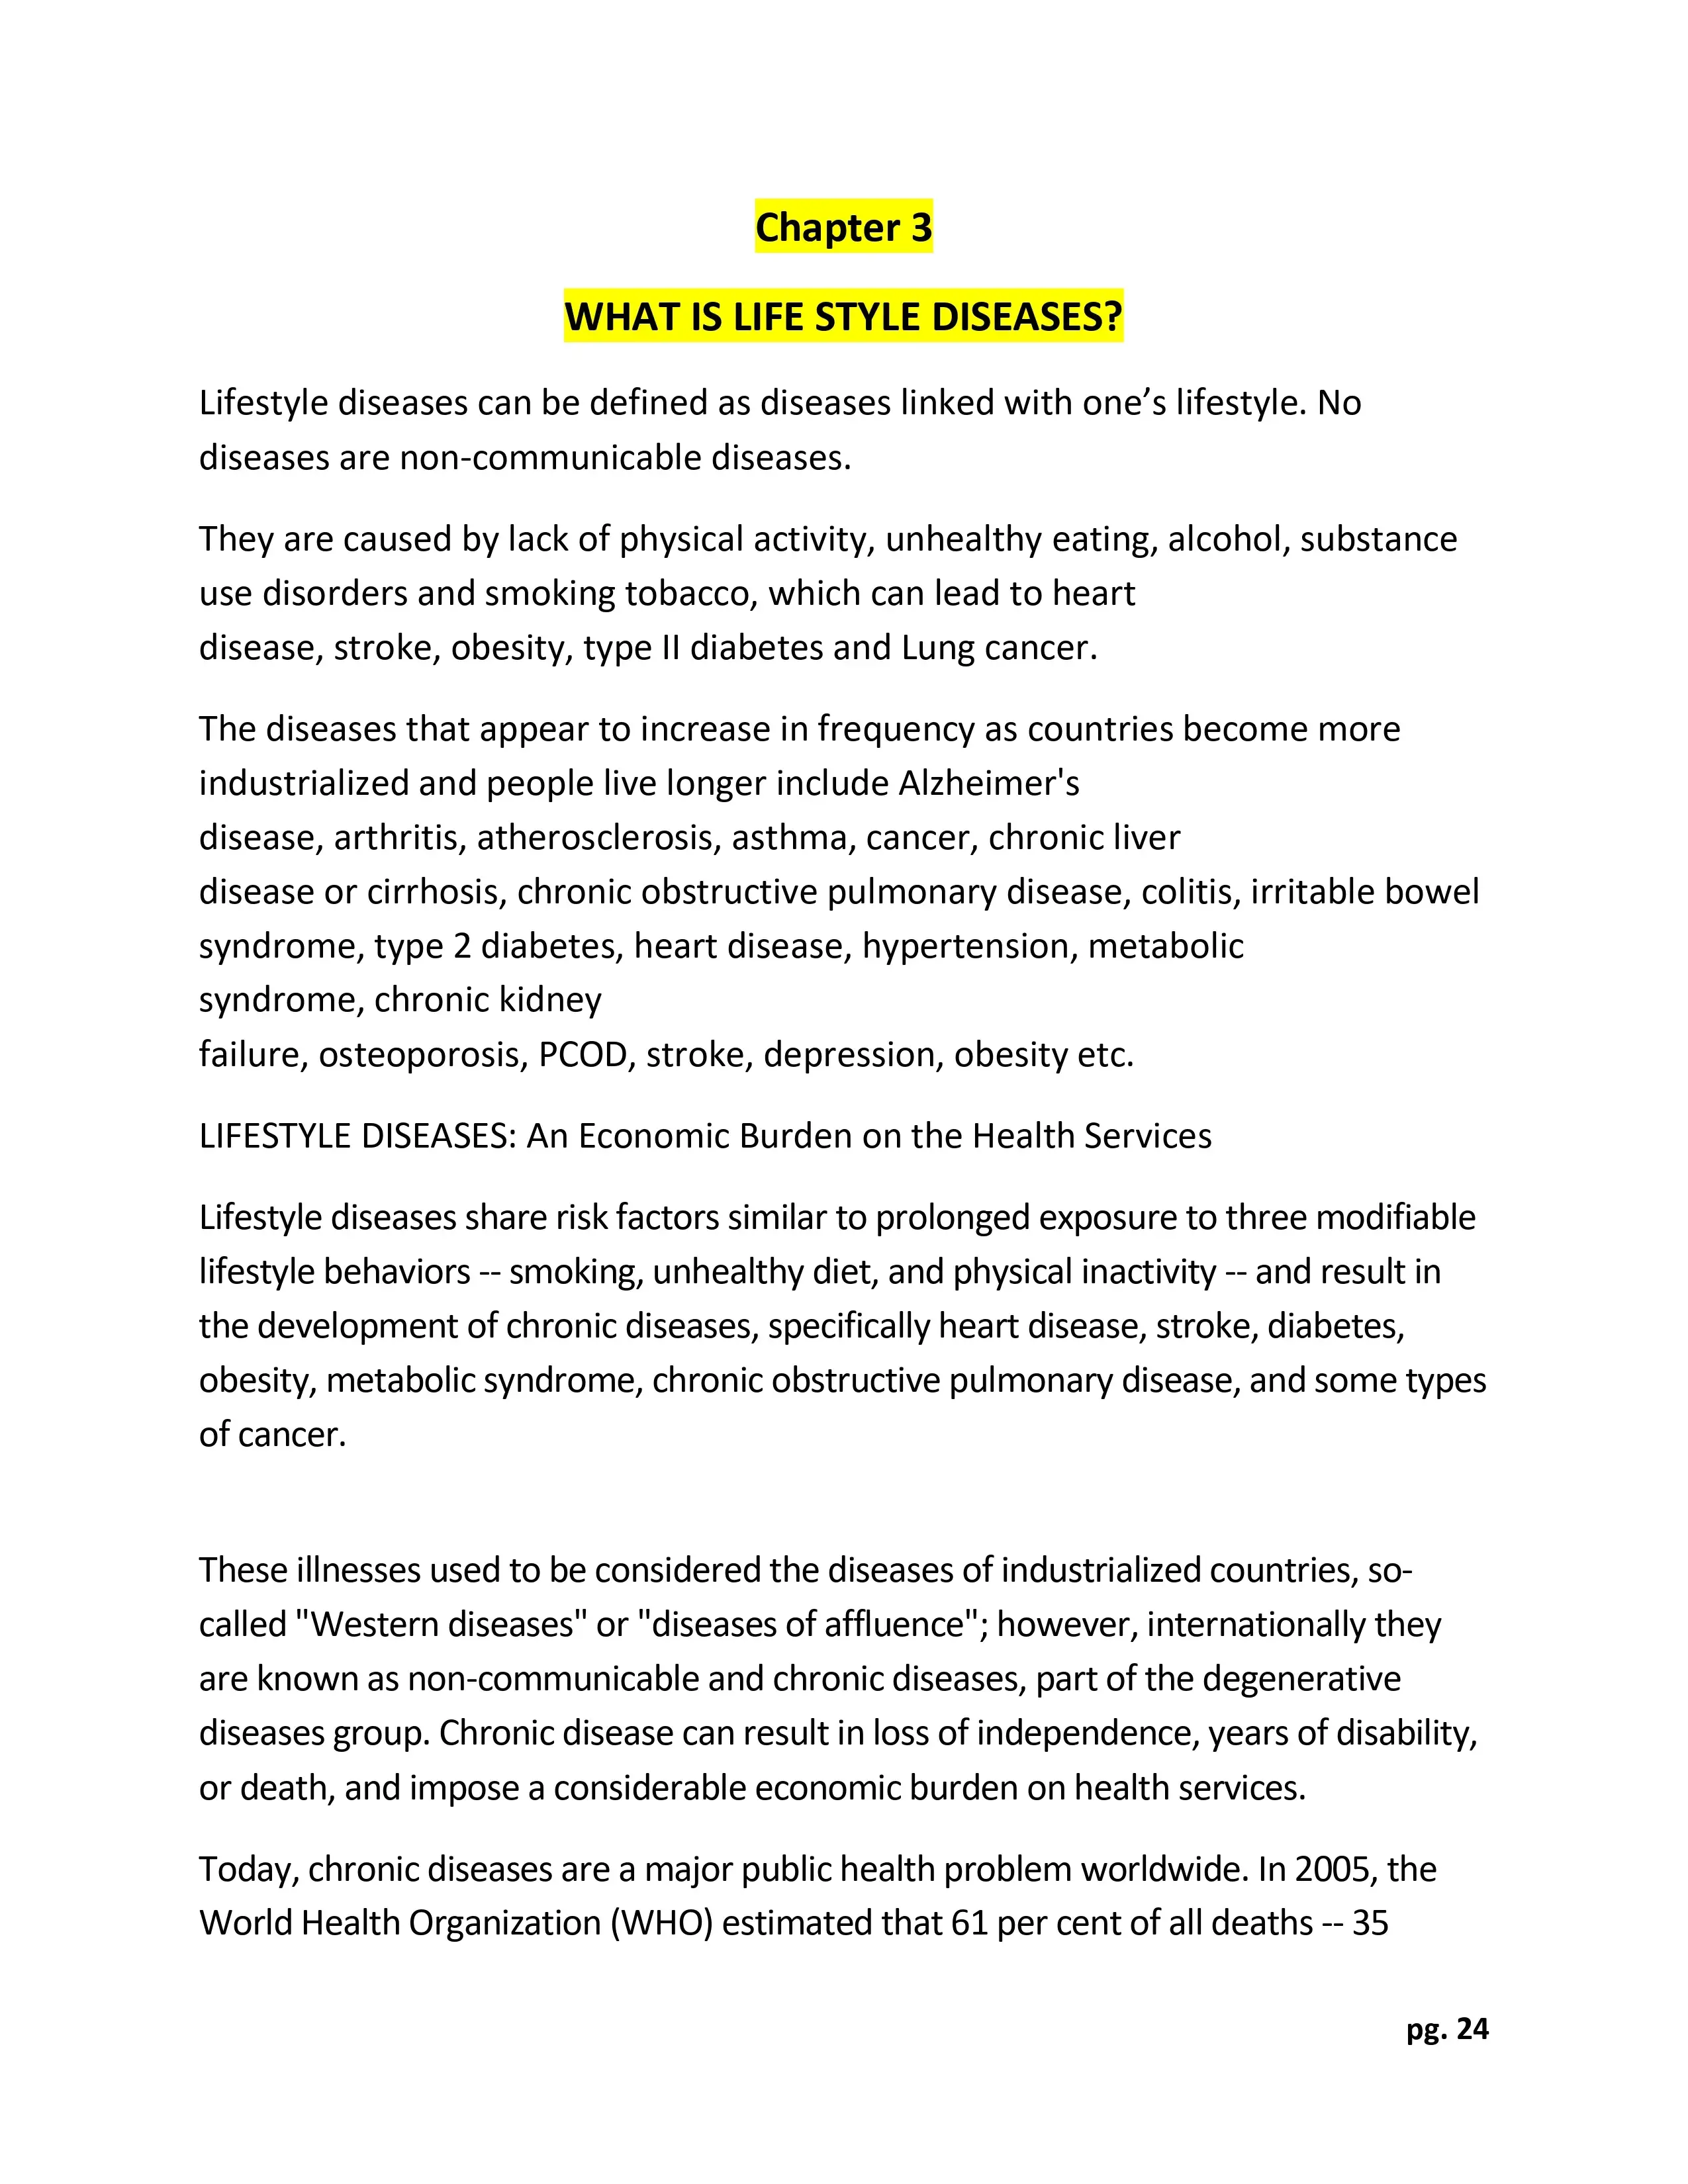 Chapter 3
WHAT IS LIFE STYLE DISEASES?
Lifestyle diseases can be defined as diseases linked with one’s lifestyle. No
diseases are non-communicable diseases.
They are caused by lack of physical activity, unhealthy eating, alcohol, substance
use disorders and smoking tobacco, which can lead to heart
disease, stroke, obesity, type II diabetes and Lung cancer.
The diseases that appear to increase in frequency as countries become more
industrialized and people live longer include Alzheimer's
disease, arthritis, atherosclerosis, asthma, cancer, chronic liver
disease or cirrhosis, chronic obstructive pulmonary disease, colitis, irritable bowel
syndrome, type 2 diabetes, heart disease, hypertension, metabolic
syndrome, chronic kidney
failure, osteoporosis, PCOD, stroke, depression, obesity etc.
LIFESTYLE DISEASES: An Economic Burden on the Health Services
Lifestyle diseases share risk factors similar to prolonged exposure to three modifiable
lifestyle behaviors -- smoking, unhealthy diet, and physical inactivity -- and result in
the development of chronic diseases, specifically heart disease, stroke, diabetes,
obesity, metabolic syndrome, chronic obstructive pulmonary disease, and some types
of cancer.
These illnesses used to be considered the diseases of industrialized countries, so-
called "Western diseases" or "diseases of affluence"; however, internationally they
are known as non-communicable and chronic diseases, part of the degenerative
diseases group. Chronic disease can result in loss of independence, years of disability,
or death, and impose a considerable economic burden on health services.
Today, chronic diseases are a major public health problem worldwide. In 2005, the
World Health Organization (WHO) estimated that 61 per cent of all deaths -- 35
pg. 24